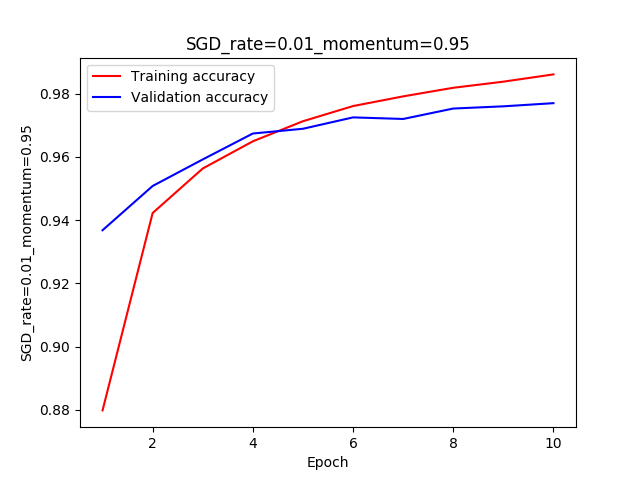 SGD_rate=0.01_momentum=0.95
Training accuracy
Validation accuracy
SGD_rate=0.01_momentum=0.95
0.98
0.96
0.94
0.92
0.90
0.88
2
4
6
8
10
Epoch